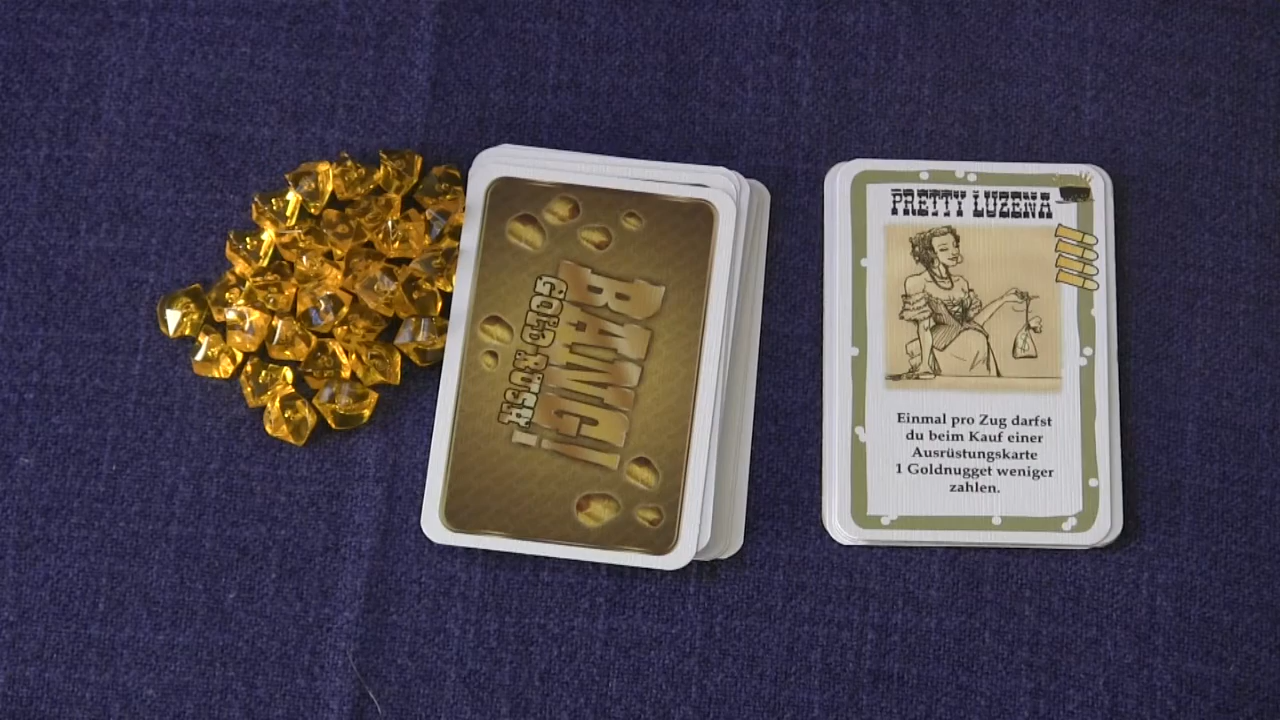 BANG!
GOLD RUSH
PRETTY LUZENA
Einmal pro Zug darfst
du beim Kauf einer
Ausrüstungskarte
1 Goldnugget weniger
zahlen.